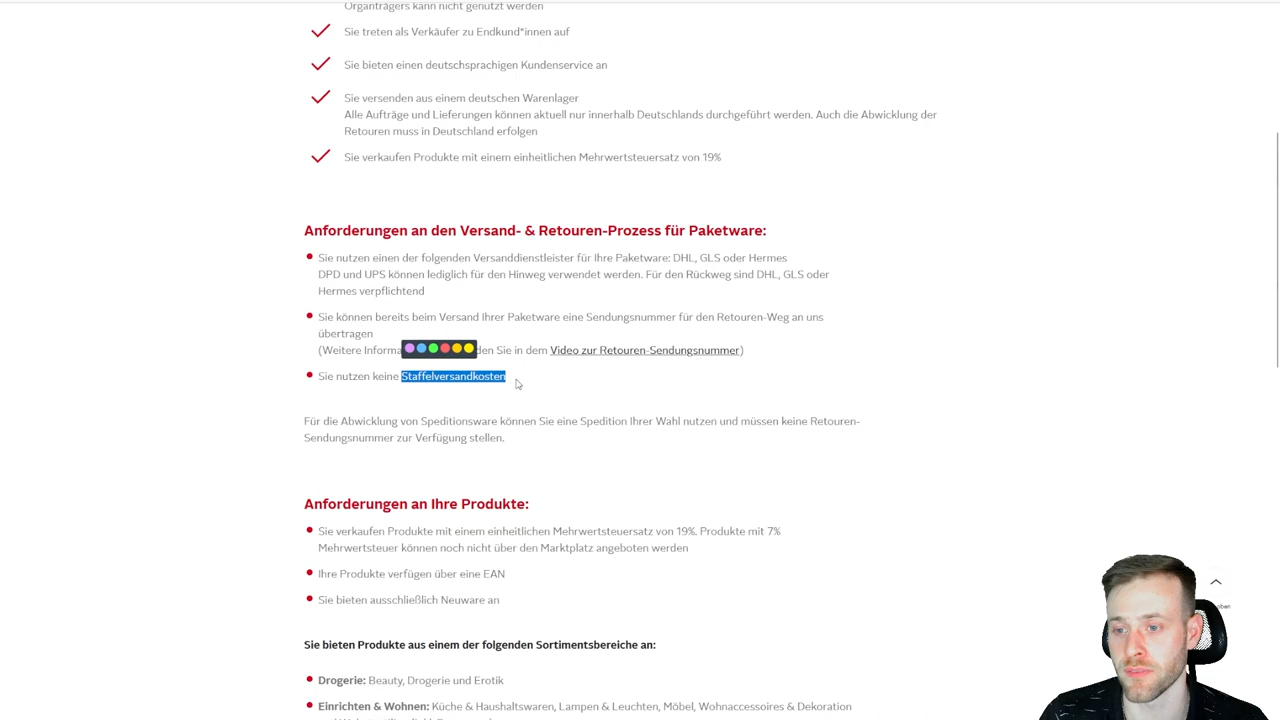 Organträgers kann nicht genutzt werden
Sie treten als Verkäufer zu Endkund*innen auf
Sie bieten einen deutschsprachigen Kundenservice an
Sie versenden aus einem deutschen Warenlager
Alle Aufträge und Lieferungen können aktuell nur innerhalb Deutschlands durchgeführt werden. Auch die Abwicklung der
Retouren muss in Deutschland erfolgen
Sie verkaufen Produkte mit einem einheitlichen Mehrwertsteuersatz von 19%
Anforderungen an den Versand- & Retouren-Prozess für Paketware:
Sie nutzen einen der folgenden Versanddienstleister für Ihre Paketware: DHL, GLS oder Hermes
DPD und UPS können lediglich für den Hinweg verwendet werden. Für den Rückweg sind DHL, GLS oder
Hermes verpflichtend
Sie können bereits beim Versand Ihrer Paketware eine Sendungsnummer für den Retouren-Weg an uns
übertragen
(Weitere Informa den Sie in dem Video zur Retouren-Sendungsnummer)
Sie nutzen keine Staffelversandkosten
Für die Abwicklung von Speditionsware können Sie eine Spedition Ihrer Wahl nutzen und müssen keine Retouren-
Sendungsnummer zur Verfügung stellen.
Anforderungen an Ihre Produkte:
Sie verkaufen Produkte mit einem einheitlichen Mehrwertsteuersatz von 19%. Produkte mit 7%
Mehrwertsteuer können noch nicht über den Marktplatz angeboten werden
Ihre Produkte verfügen über eine EAN
Sie bieten ausschließlich Neuware an
Sie bieten Produkte aus einem der folgenden Sortimentsbereiche an:
Drogerie: Beauty, Drogerie und Erotik
Einrichten & Wohnen: Küche & Haushaltswaren, Lampen & Leuchten, Möbel, Wohnaccessoires & Dekoration